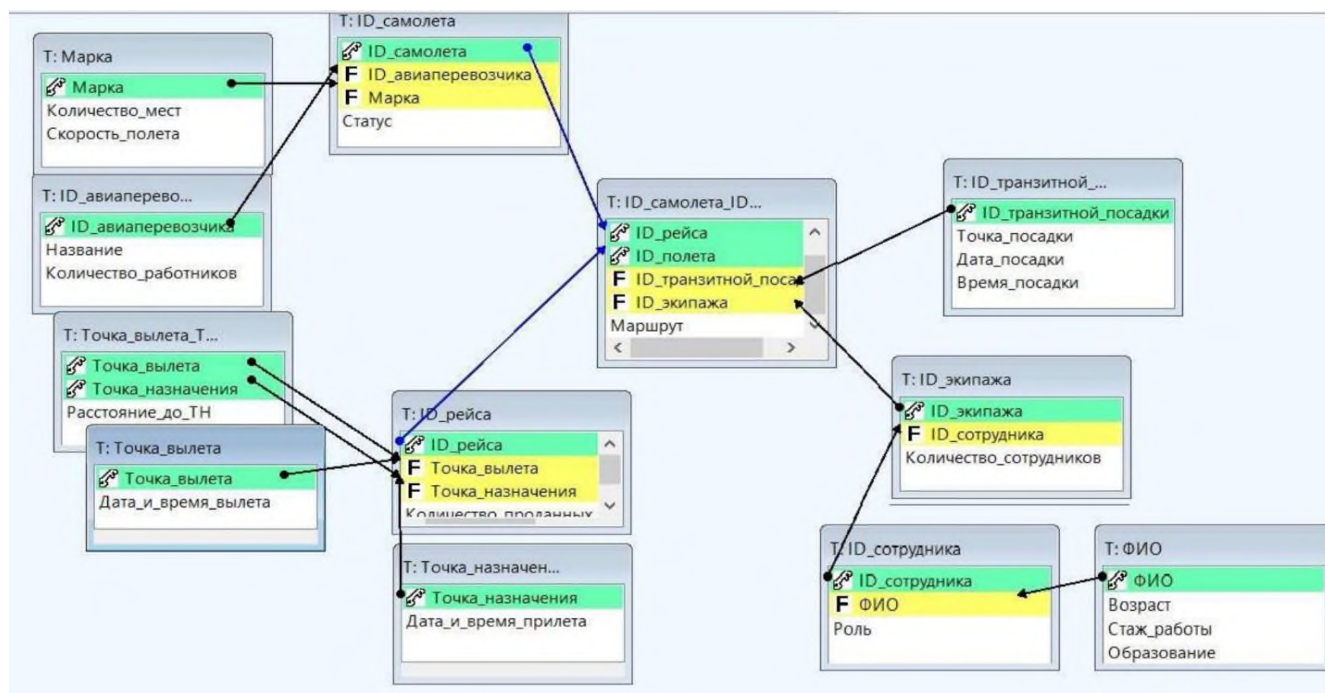 T: Марка
Марка
Количество_мест
Скорость_полета
T: ID_самолета
ID_самолета
F ID_авиаперевозчика
F Марка
Статус
T: ID_авиаперево...
ID_авиаперевозчика
Название
Количество_работников
T: Точка_вылета_Т...
Точка_вылета
Точка_назначения
Расстояние_до_ТН
T: Точка_вылета
Точка_вылета
Дата_и_время_вылета
T: ID_рейса
ID_рейса
F Точка_вылета
F Точка_назначения
Количество_проданных
T: Точка_назначен...
Точка_назначения
Дата_и_время_прилета
T: ID_самолета_ID...
ID_рейса
ID_полета
F ID_транзитной_поса
F ID_экипажа
Маршрут
T: ID_транзитной_...
ID_транзитной_посадки
Точка_посадки
Дата_посадки
Время_посадки
T: ID_экипажа
ID_экипажа
F ID_сотрудника
Количество_сотрудников
T: ID_сотрудника
ID_сотрудника
F ФИО
Роль
T: ФИО
ФИО
Возраст
Стаж_работы
Образование